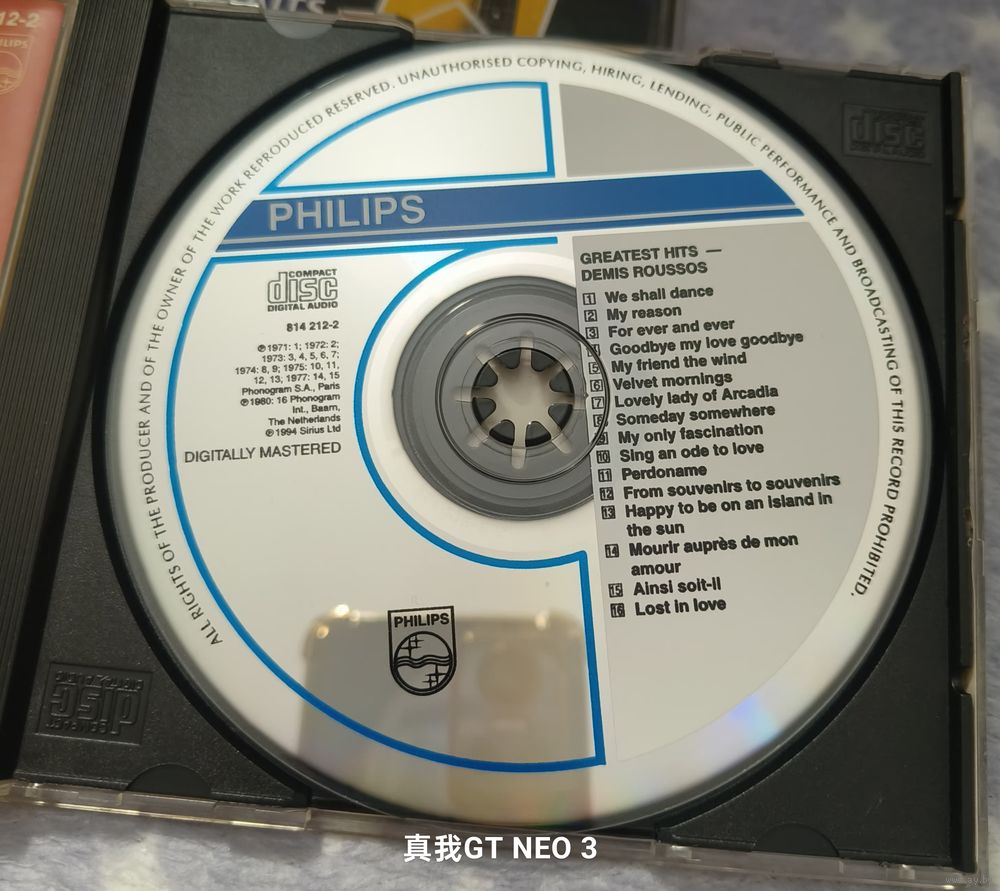 12-2
PHILIPS
ALL RIGHTS OF THE PRODUCER AND OF THE OWNER OF THE WORK REPRODUCED RESERVED. UNAUTHORISED COPYING, HIRING, LENDING, PUBLIC PERFORMANCE AND BROADCASTING OF THIS RECORD PROHIBITED.
disc
PHILIPS
COMPACT
disc
DIGITAL AUDIO
814 212-2
℗1971: 1; 1972: 2;
1973: 3, 4, 5, 6, 7;
1974: 8, 9; 1975: 10, 11,
12, 13, 1977: 14, 15
Phonogram S.A., Paris
℗1980: 16 Phonogram
Int., Baarn,
The Netherlands
℗1994 Sirius Ltd
DIGITALLY MASTERED
GREATEST HITS —
DEMIS ROUSSOS
1 We shall dance
2 My reason
3 For ever and ever
Goodbye my love goodbye
5 My friend the wind
6 Velvet mornings
7 Lovely lady of Arcadia
8 Someday somewhere
9 My only fascination
10 Sing an ode to love
11 Perdoname
12 From souvenirs to souvenirs
13 Happy to be on an island in
the sun
14 Mourir auprès de mon
amour
15 Ainsi soit-il
16 Lost in love
PHILIPS
disc
真我GT NEO 3